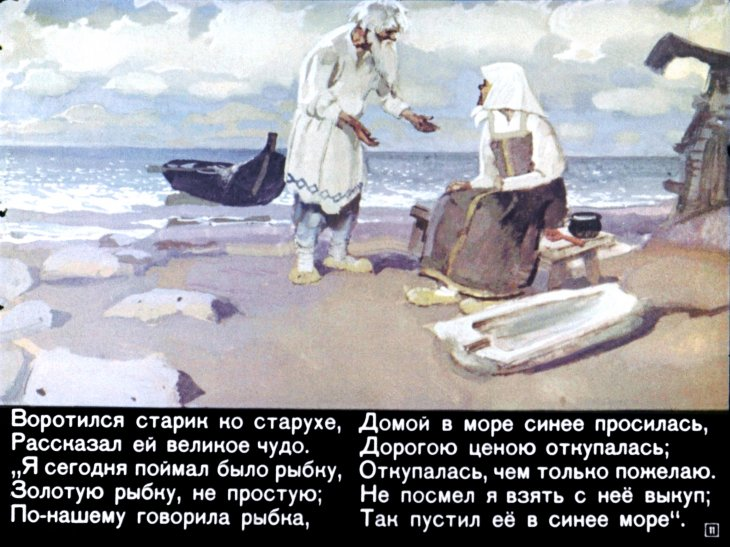 Воротился старик ко старухе,
Рассказал ей великое чудо.
„Я сегодня поймал было рыбку,
Золотую рыбку, не простую;
По-нашему говорила рыбка,
Домой в море синее просилась,
Дорогою ценою откупалась;
Откупалась, чем только пожелаю.
Не посмел я взять с неё выкуп;
Так пустил её в синее море“.
11